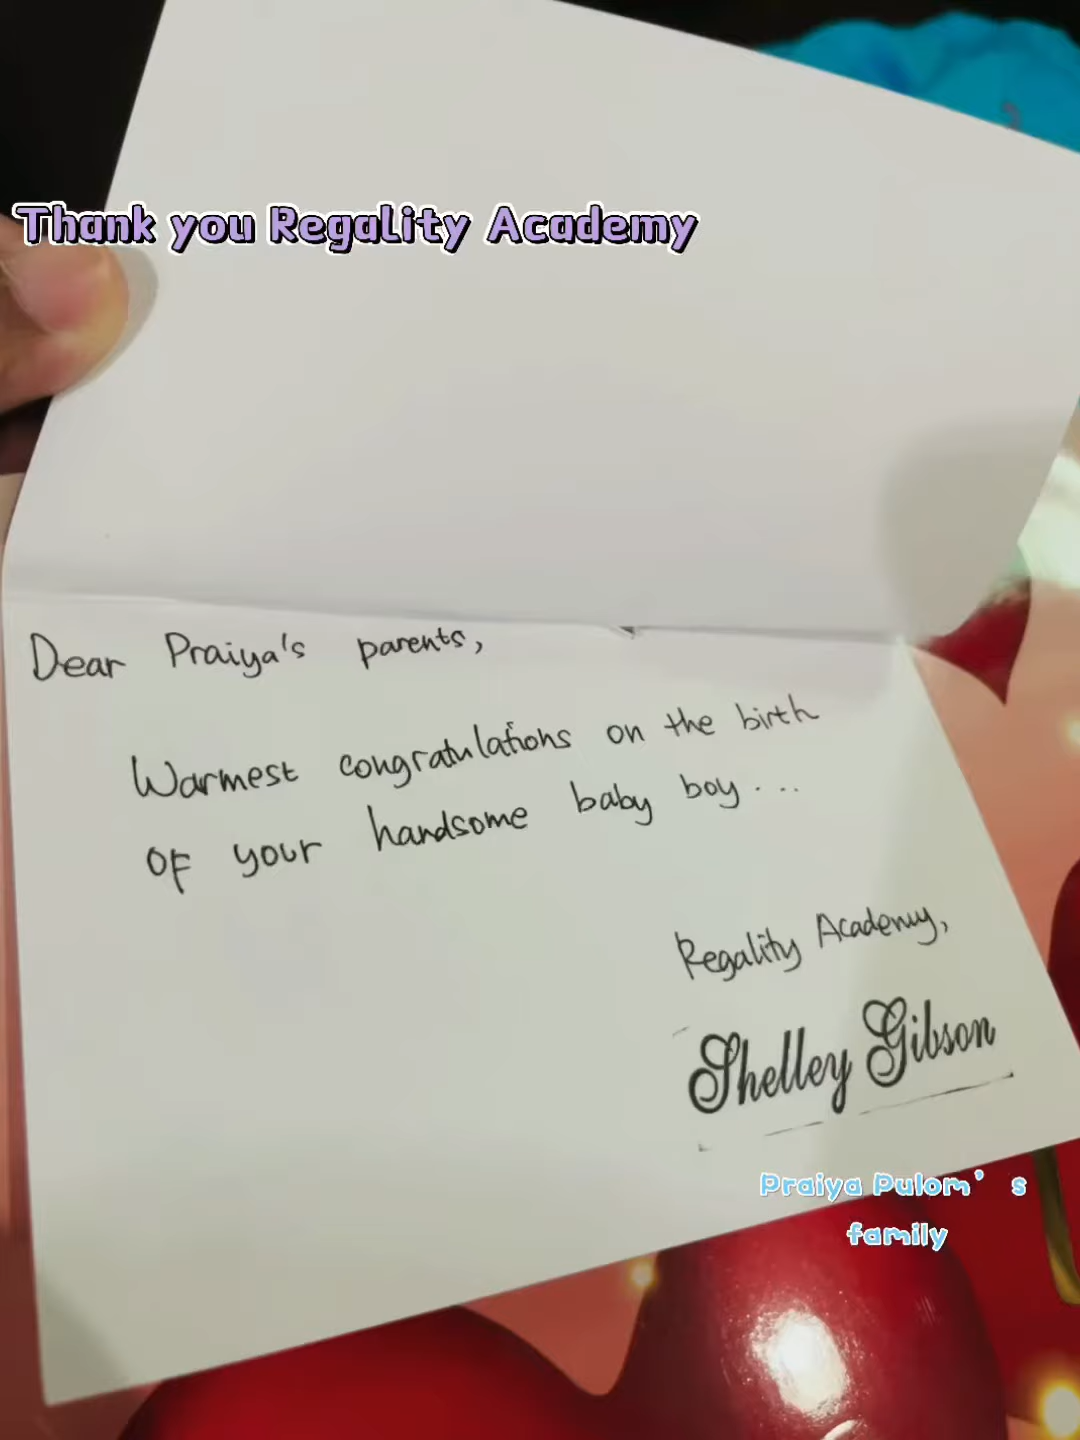 Thank you Regality Academy
Dear Praiya's parents,
Warmest congratulations on the birth
of your handsome baby boy...
Regality Academy,
Shelley Gibson
Praiya Pulom's
family